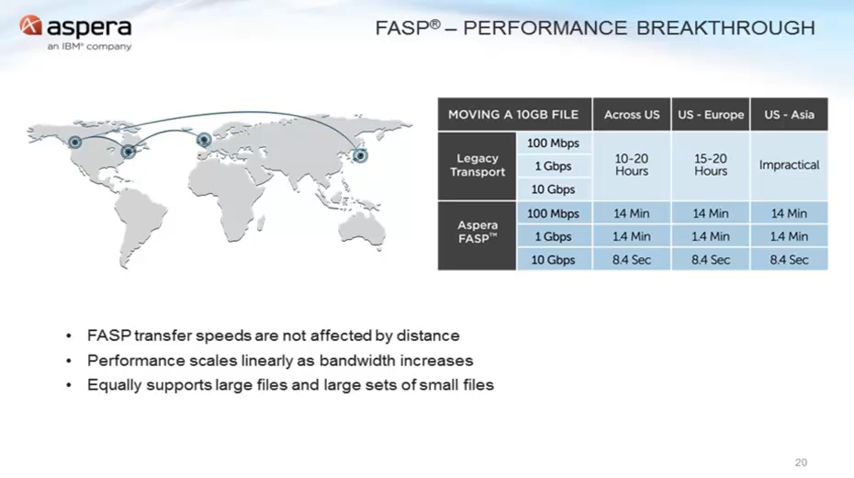 aspera
an IBM® company
FASP® – PERFORMANCE BREAKTHROUGH
MOVING A 10GB FILE Across US US - Europe US - Asia
Legacy Transport
100 Mbps
1 Gbps
10 Gbps
10-20 Hours
15-20 Hours
Impractical
Aspera FASP™
100 Mbps 14 Min 14 Min 14 Min
1 Gbps 1.4 Min 1.4 Min 1.4 Min
10 Gbps 8.4 Sec 8.4 Sec 8.4 Sec
• FASP transfer speeds are not affected by distance
• Performance scales linearly as bandwidth increases
• Equally supports large files and large sets of small files
20